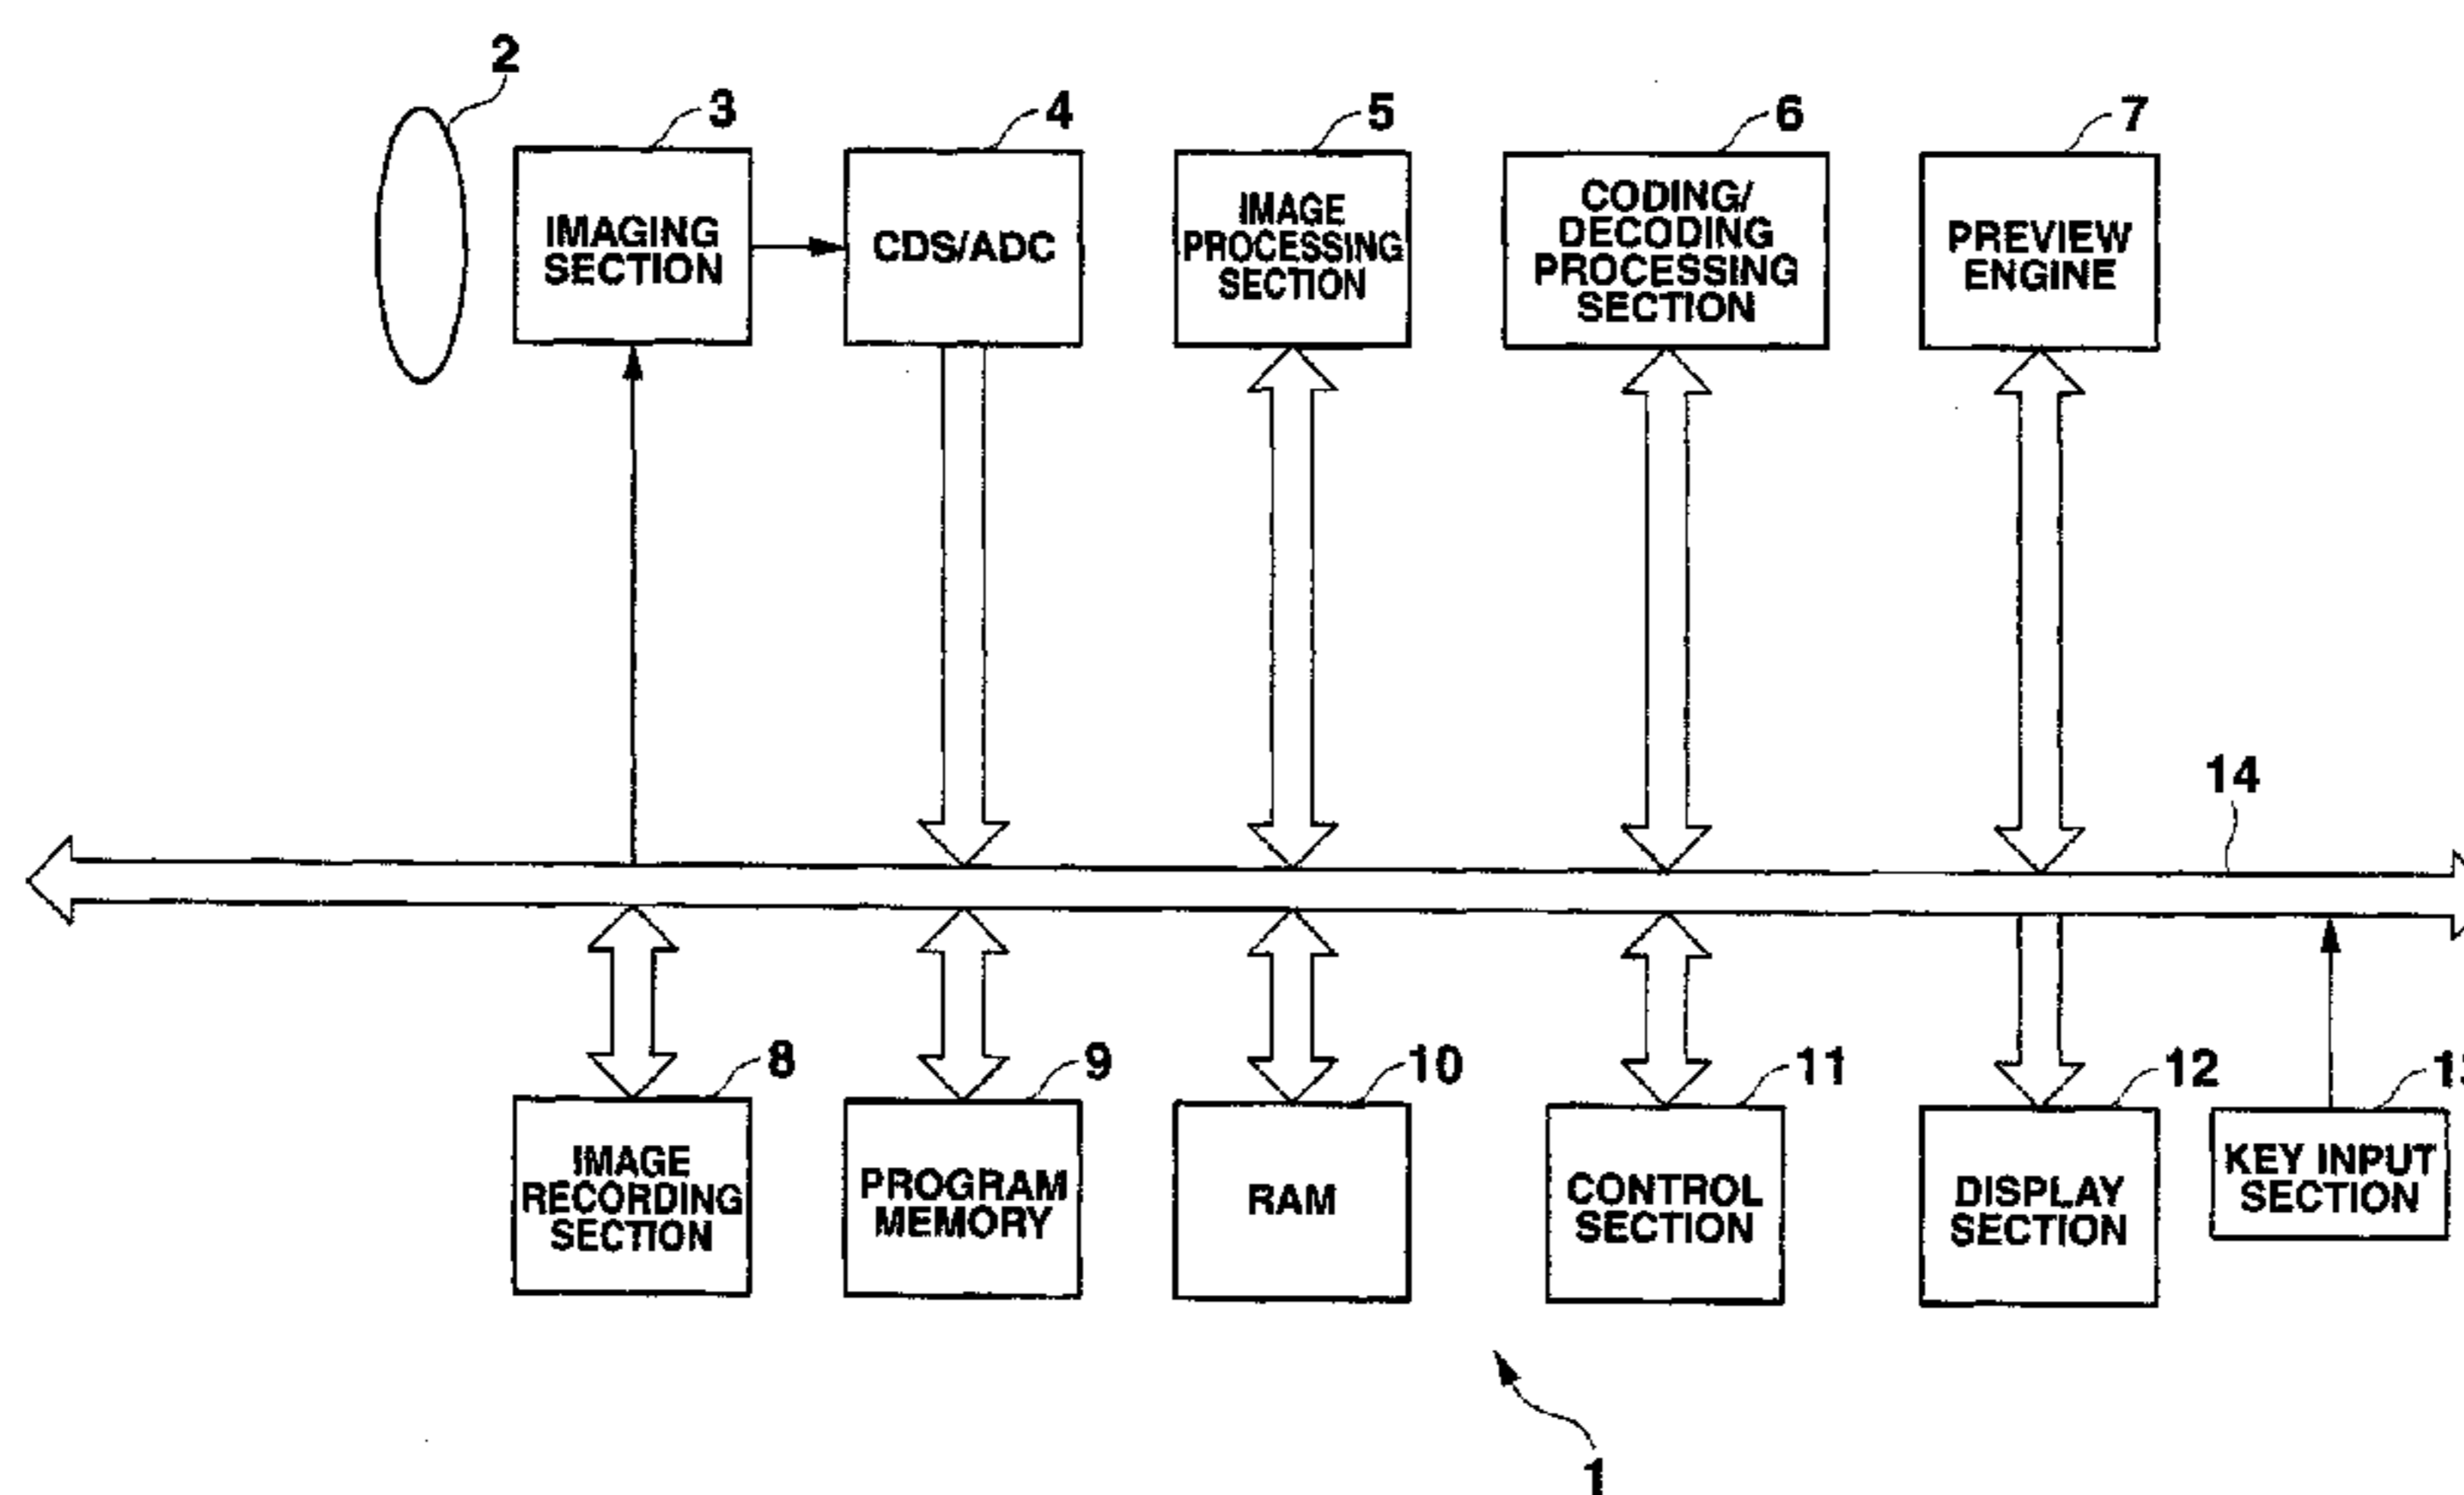 2
3
4
5
6
7
IMAGING
SECTION
CDS/ADC
IMAGE
PROCESSING
SECTION
CODING/
DECODING
PROCESSING
SECTION
PREVIEW
ENGINE
14
8
9
10
11
12
IMAGE
RECORDING
SECTION
PROGRAM
MEMORY
RAM
CONTROL
SECTION
DISPLAY
SECTION
KEY INPUT
SECTION
1